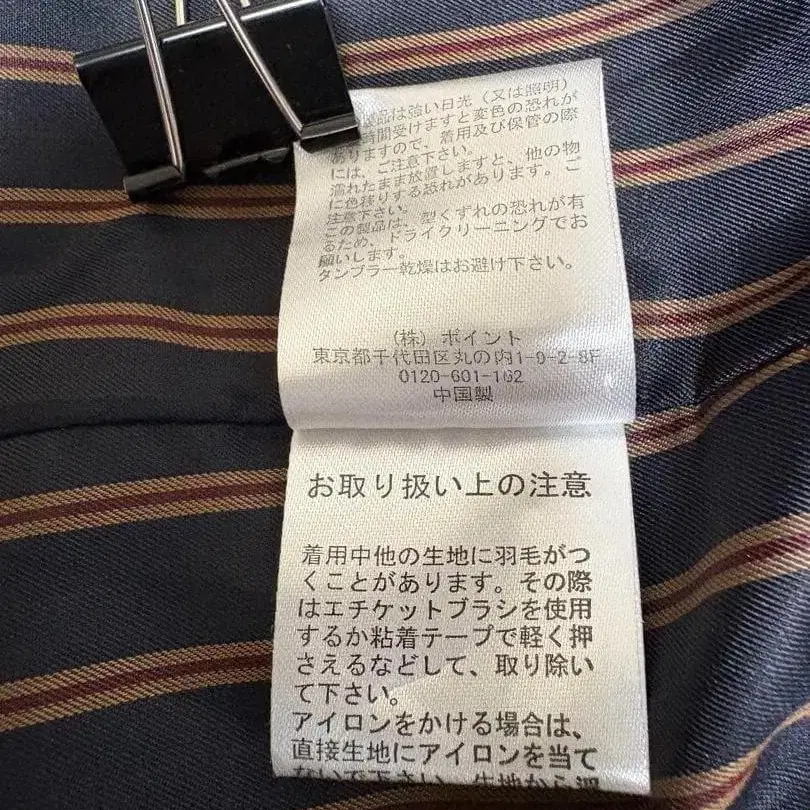 品は強い日光（又は照明）
時間受けますと変色の恐れが
ありますので、着用及び保管の際
には、ご注意下さい。
濡れたまま放置しますと、他の物
に色移りする恐れがあります。ご
注意下さい。
この製品は、型くずれの恐れが有
るため、ドライクリーニングでお
願いします。
タンブラー乾燥はお避け下さい。
（株）ポイント
東京都千代田区丸の内1-9-2-8F
0120-601-162
中国製
お取り扱い上の注意
着用中他の生地に羽毛がつ
くことがあります。その際
はエチケットブラシを使用
するか粘着テープで軽く押
さえるなどして、取り除い
て下さい。
アイロンをかける場合は、
直接生地にアイロンを当て
ないで下さい。生地から浮